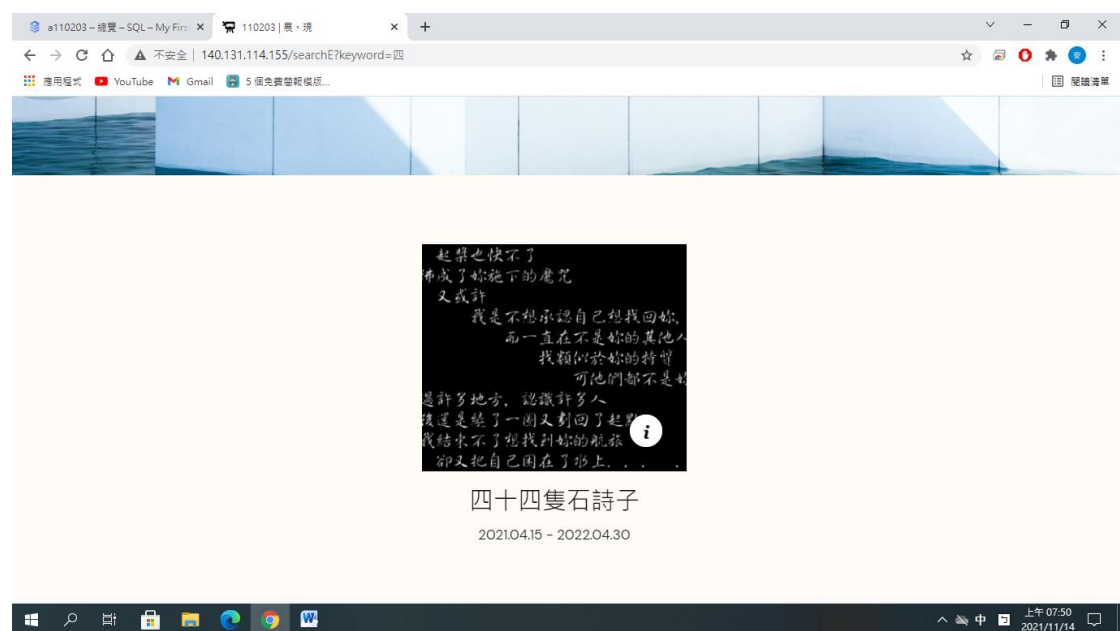 a110203 – 總覽 – SQL – My Firs
110203 | 展，現
不安全 | 140.131.114.155/searchE?keyword=四
應用程式
YouTube
Gmail
5 個免費簡報模版...
閱讀清單
起槳也快不了
沸成了妳施下的魔咒
又或許
我是不想承認自己想找回妳,
而一直在不是妳的其他人
找類似於妳的特質
可他們都不是妳
過許多地方, 認識許多人
後還是繞了一圈又劃回了起點
我結束不了想找到妳的航旅
卻又把自己困在了水上. . . . .
i
四十四隻石詩子
2021.04.15 - 2022.04.30
中
上午 07:50
2021/11/14